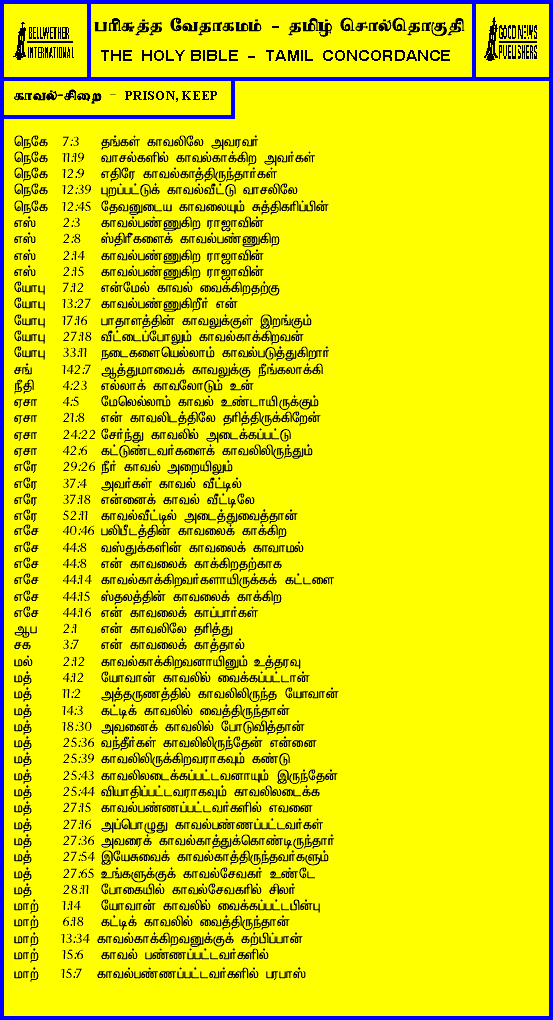 BELLWETHER
INTERNATIONAL
பரிசுத்த வேதாகமம் - தமிழ் சொல்தொகுதி
THE HOLY BIBLE - TAMIL CONCORDANCE
GOOD NEWS
PUBLISHERS
காவல்-சிறை - PRISON, KEEP
நெகே 7:3 தங்கள் காவலிலே அவரவர்
நெகே 11:19 வாசல்களில் காவல்காக்கிற அவர்கள்
நெகே 12:9 எதிரே காவல்காத்திருந்தார்கள்
நெகே 12:39 புறப்பட்டுக் காவல்வீட்டு வாசலிலே
நெகே 12:45 தேவனுடைய காவலையும் சுத்திகரிப்பின்
எஸ் 2:3 காவல்பண்ணுகிற ராஜாவின்
எஸ் 2:8 ஸ்திரீகளைக் காவல்பண்ணுகிற
எஸ் 2:14 காவல்பண்ணுகிற ராஜாவின்
எஸ் 2:15 காவல்பண்ணுகிற ராஜாவின்
யோபு 7:12 என்மேல் காவல் வைக்கிறதற்கு
யோபு 13:27 காவல்பண்ணுகிறீர் என்
யோபு 17:16 பாதாளத்தின் காவலுக்குள் இறங்கும்
யோபு 27:18 வீட்டைப்போலும் காவல்காக்கிறவன்
யோபு 33:11 நடைகளையெல்லாம் காவல்படுத்துகிறார்
சங் 142:7 ஆத்துமாவைக் காவலுக்கு நீங்கலாக்கி
நீதி 4:23 எல்லாக் காவலோடும் உன்
ஏசா 4:5 மேலெல்லாம் காவல் உண்டாயிருக்கும்
ஏசா 21:8 என் காவலிடத்திலே தரித்திருக்கிறேன்
ஏசா 24:22 சேர்ந்து காவலில் அடைக்கப்பட்டு
ஏசா 42:6 கட்டுண்டவர்களைக் காவலிலிருந்தும்
எரே 29:26 நீர் காவல் அறையிலும்
எரே 37:4 அவர்கள் காவல் வீட்டில்
எரே 37:18 என்னைக் காவல் வீட்டிலே
எரே 52:11 காவல்வீட்டில் அடைத்துவைத்தான்
எசே 40:46 பலிபீடத்தின் காவலைக் காக்கிற
எசே 44:8 வஸ்துக்களின் காவலைக் காவாமல்
எசே 44:8 என் காவலைக் காக்கிறதற்காக
எசே 44:14 காவல்காக்கிறவர்களாயிருக்கக் கட்டளை
எசே 44:15 ஸ்தலத்தின் காவலைக் காக்கிற
எசே 44:16 என் காவலைக் காப்பார்கள்
ஆப 2:1 என் காவலிலே தரித்து
சக 3:7 என் காவலைக் காத்தால்
மல் 2:12 காவல்காக்கிறவனாயினும் உத்தரவு
மத் 4:12 யோவான் காவலில் வைக்கப்பட்டான்
மத் 11:2 அத்தருணத்தில் காவலிலிருந்த யோவான்
மத் 14:3 கட்டிக் காவலில் வைத்திருந்தான்
மத் 18:30 அவனைக் காவலில் போடுவித்தான்
மத் 25:36 வந்தீர்கள் காவலிலிருந்தேன் என்னை
மத் 25:39 காவலிலிருக்கிறவராகவும் கண்டு
மத் 25:43 காவலிலடைக்கப்பட்டவனாயும் இருந்தேன்
மத் 25:44 வியாதிப்பட்டவராகவும் காவலிலடைக்க
மத் 27:15 காவல்பண்ணப்பட்டவர்களில் எவனை
மத் 27:16 அப்பொழுது காவல்பண்ணப்பட்டவர்கள்
மத் 27:36 அவரைக் காவல்காத்துக்கொண்டிருந்தார்
மத் 27:54 இயேசுவைக் காவல்காத்திருந்தவர்களும்
மத் 27:65 உங்களுக்குக் காவல்சேவகர் உண்டே
மத் 28:11 போகையில் காவல்சேவகரில் சிலர்
மாற் 1:14 யோவான் காவலில் வைக்கப்பட்டபின்பு
மாற் 6:18 கட்டிக் காவலில் வைத்திருந்தான்
மாற் 13:34 காவல்காக்கிறவனுக்குக் கற்பிப்பான்
மாற் 15:6 காவல் பண்ணப்பட்டவர்களில்
மாற் 15:7 காவல்பண்ணப்பட்டவர்களில் பரபாஸ்